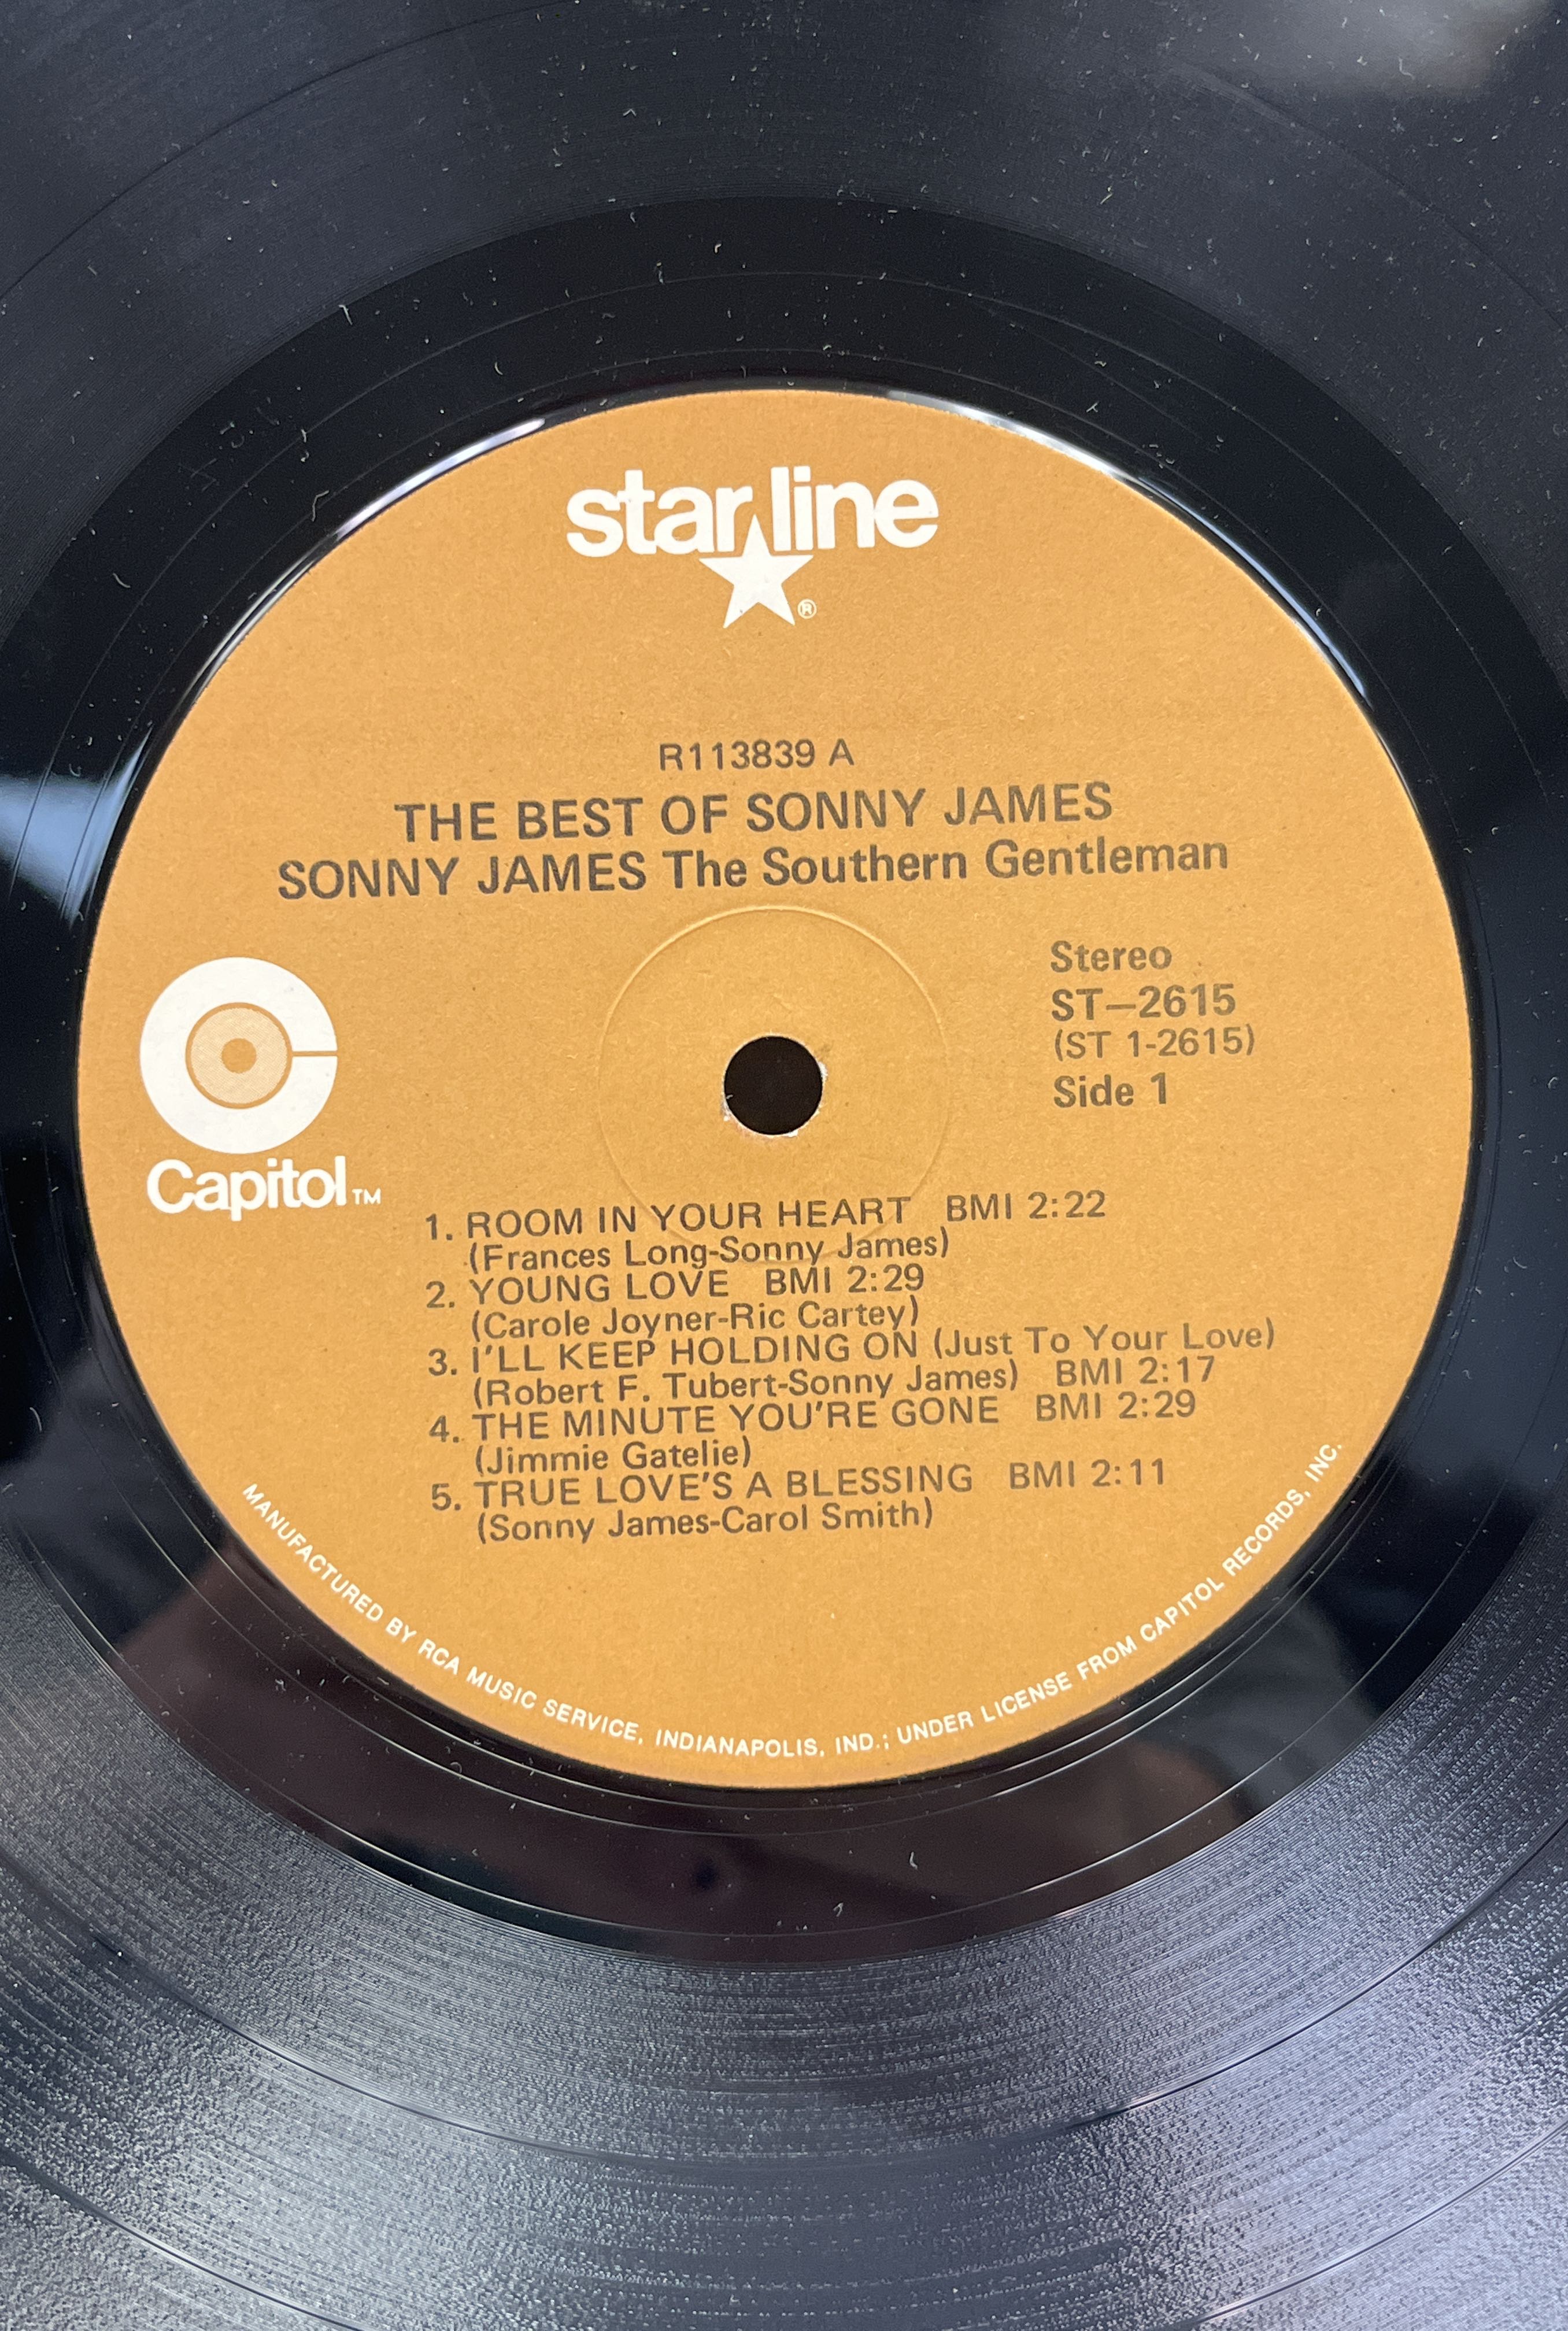 starline
®
R113839 A
THE BEST OF SONNY JAMES
SONNY JAMES The Southern Gentleman
Stereo
ST—2615
(ST 1-2615)
Side 1
Capitol TM
1. ROOM IN YOUR HEART BMI 2:22
(Frances Long-Sonny James)
2. YOUNG LOVE BMI 2:29
(Carole Joyner-Ric Cartey)
3. I'LL KEEP HOLDING ON (Just To Your Love)
(Robert F. Tubert-Sonny James) BMI 2:17
4. THE MINUTE YOU'RE GONE BMI 2:29
(Jimmie Gatelie)
5. TRUE LOVE'S A BLESSING BMI 2:11
(Sonny James-Carol Smith)
MANUFACTURED BY RCA MUSIC SERVICE, INDIANAPOLIS, IND.; UNDER LICENSE FROM CAPITOL RECORDS, INC.